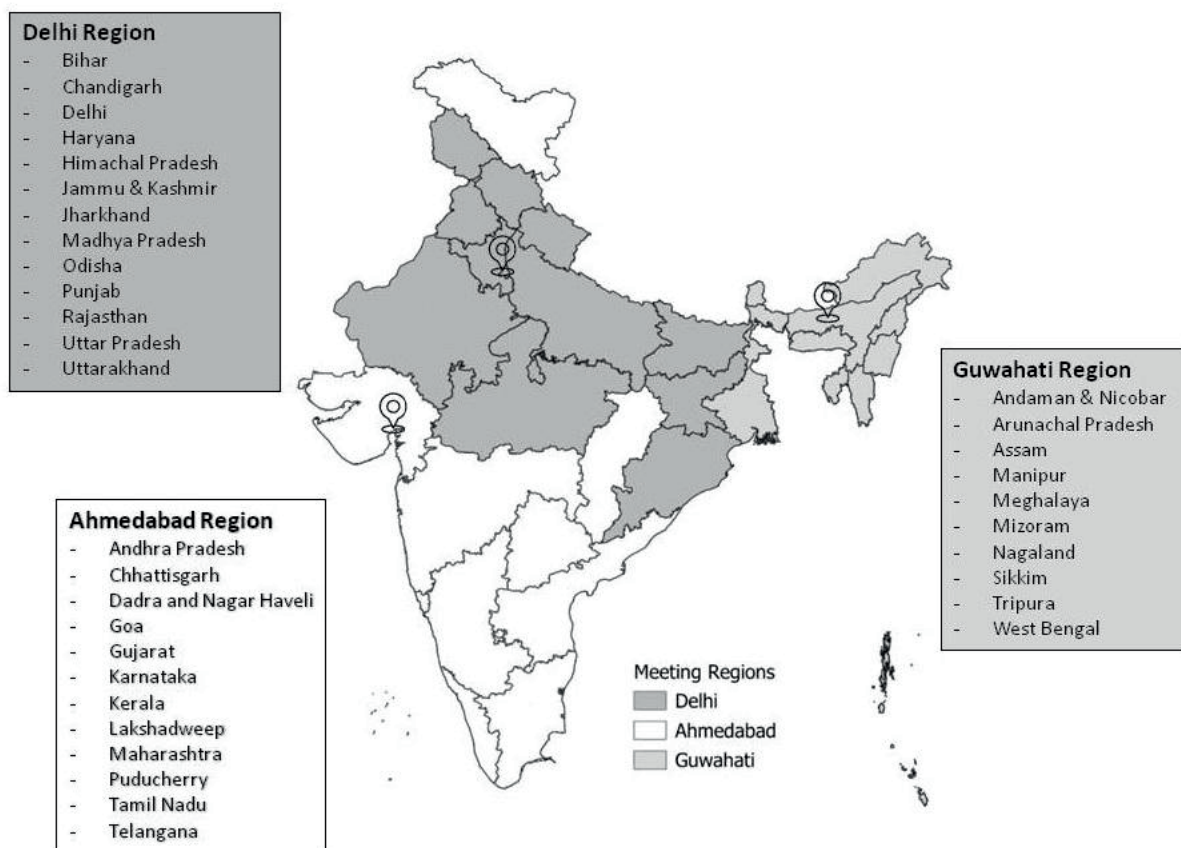 Delhi Region
- Bihar
- Chandigarh
- Delhi
- Haryana
- Himachal Pradesh
- Jammu & Kashmir
- Jharkhand
- Madhya Pradesh
- Odisha
- Punjab
- Rajasthan
- Uttar Pradesh
- Uttarakhand
Guwahati Region
- Andaman & Nicobar
- Arunachal Pradesh
- Assam
- Manipur
- Meghalaya
- Mizoram
- Nagaland
- Sikkim
- Tripura
- West Bengal
Ahmedabad Region
- Andhra Pradesh
- Chhattisgarh
- Dadra and Nagar Haveli
- Goa
- Gujarat
- Karnataka
- Kerala
- Lakshadweep
- Maharashtra
- Puducherry
- Tamil Nadu
- Telangana
Meeting Regions
Delhi
Ahmedabad
Guwahati